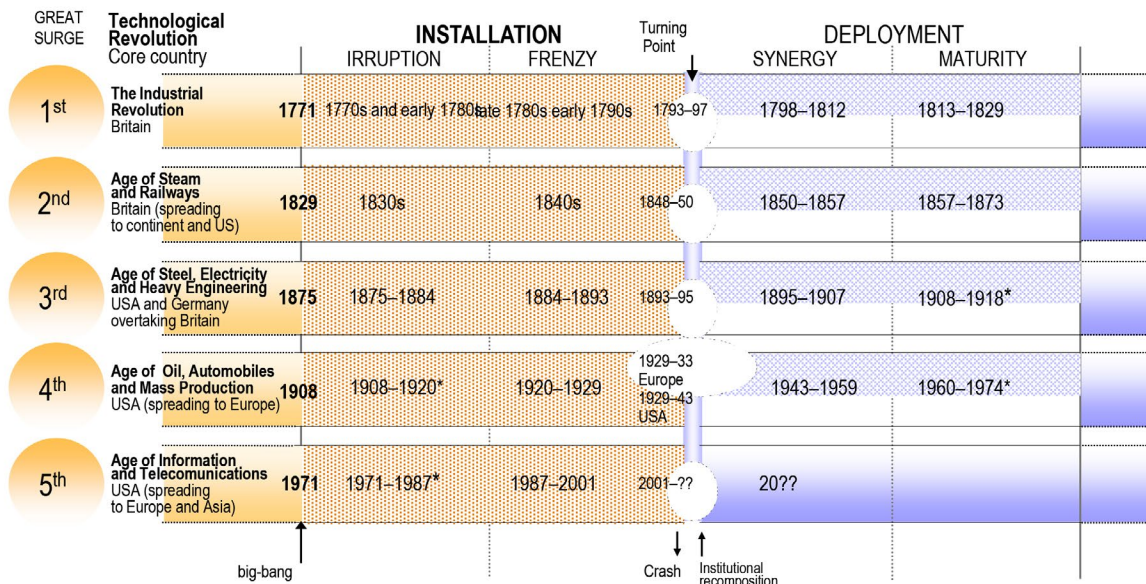 GREAT
SURGE
Technological
Revolution
Core country
INSTALLATION
IRRUPTION
FRENZY
Turning
Point
DEPLOYMENT
SYNERGY
MATURITY
1st
The Industrial
Revolution
Britain
1771
1770s and early 1780s
late 1780s early 1790s
1793–97
1798–1812
1813–1829
2nd
Age of Steam
and Railways
Britain (spreading
to continent and US)
1829
1830s
1840s
1848–50
1850–1857
1857–1873
3rd
Age of Steel, Electricity
and Heavy Engineering
USA and Germany
overtaking Britain
1875
1875–1884
1884–1893
1893–95
1895–1907
1908–1918*
4th
Age of Oil, Automobiles
and Mass Production
USA (spreading to Europe)
1908
1908–1920*
1920–1929
1929–33
Europe
1929–43
USA
1943–1959
1960–1974*
5th
Age of Information
and Telecomunications
USA (spreading
to Europe and Asia)
1971
1971–1987*
1987–2001
2001–??
20??
big-bang
Crash
Institutional
recomposition